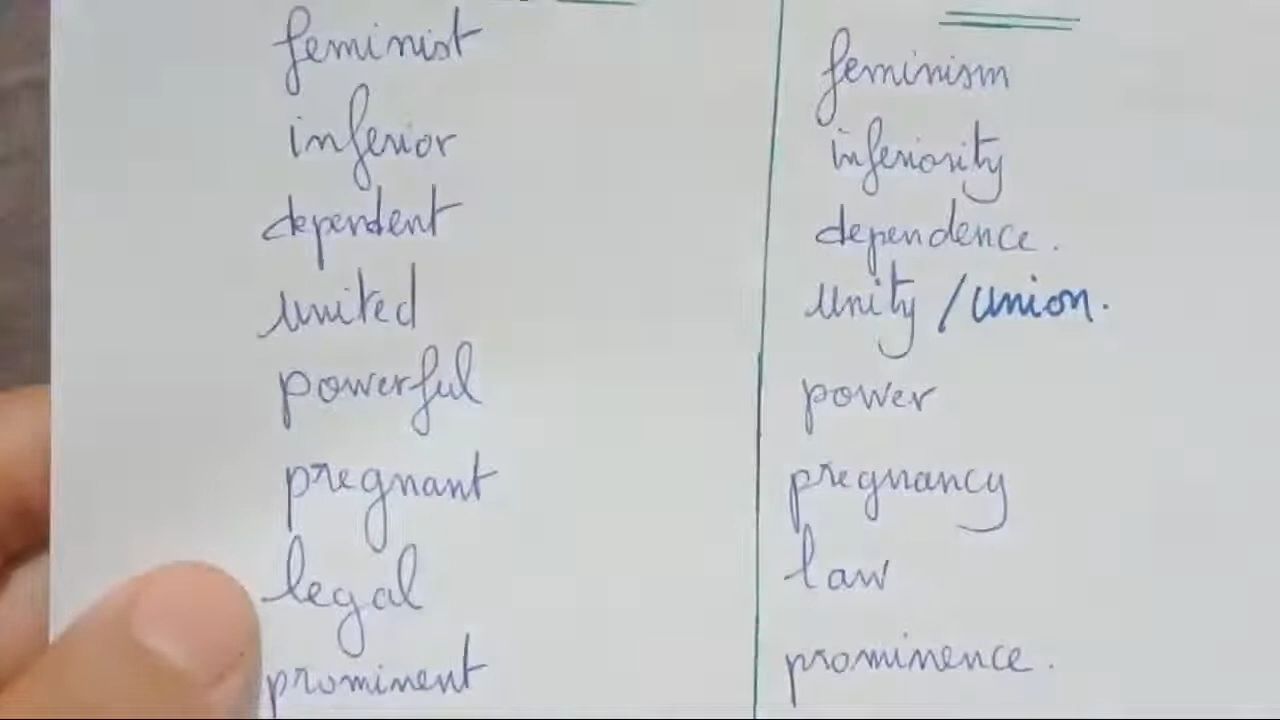 feminist feminism
inferior inferiority
dependent dependence.
united unity / union.
powerful power
pregnant pregnancy
legal law
prominent prominence.